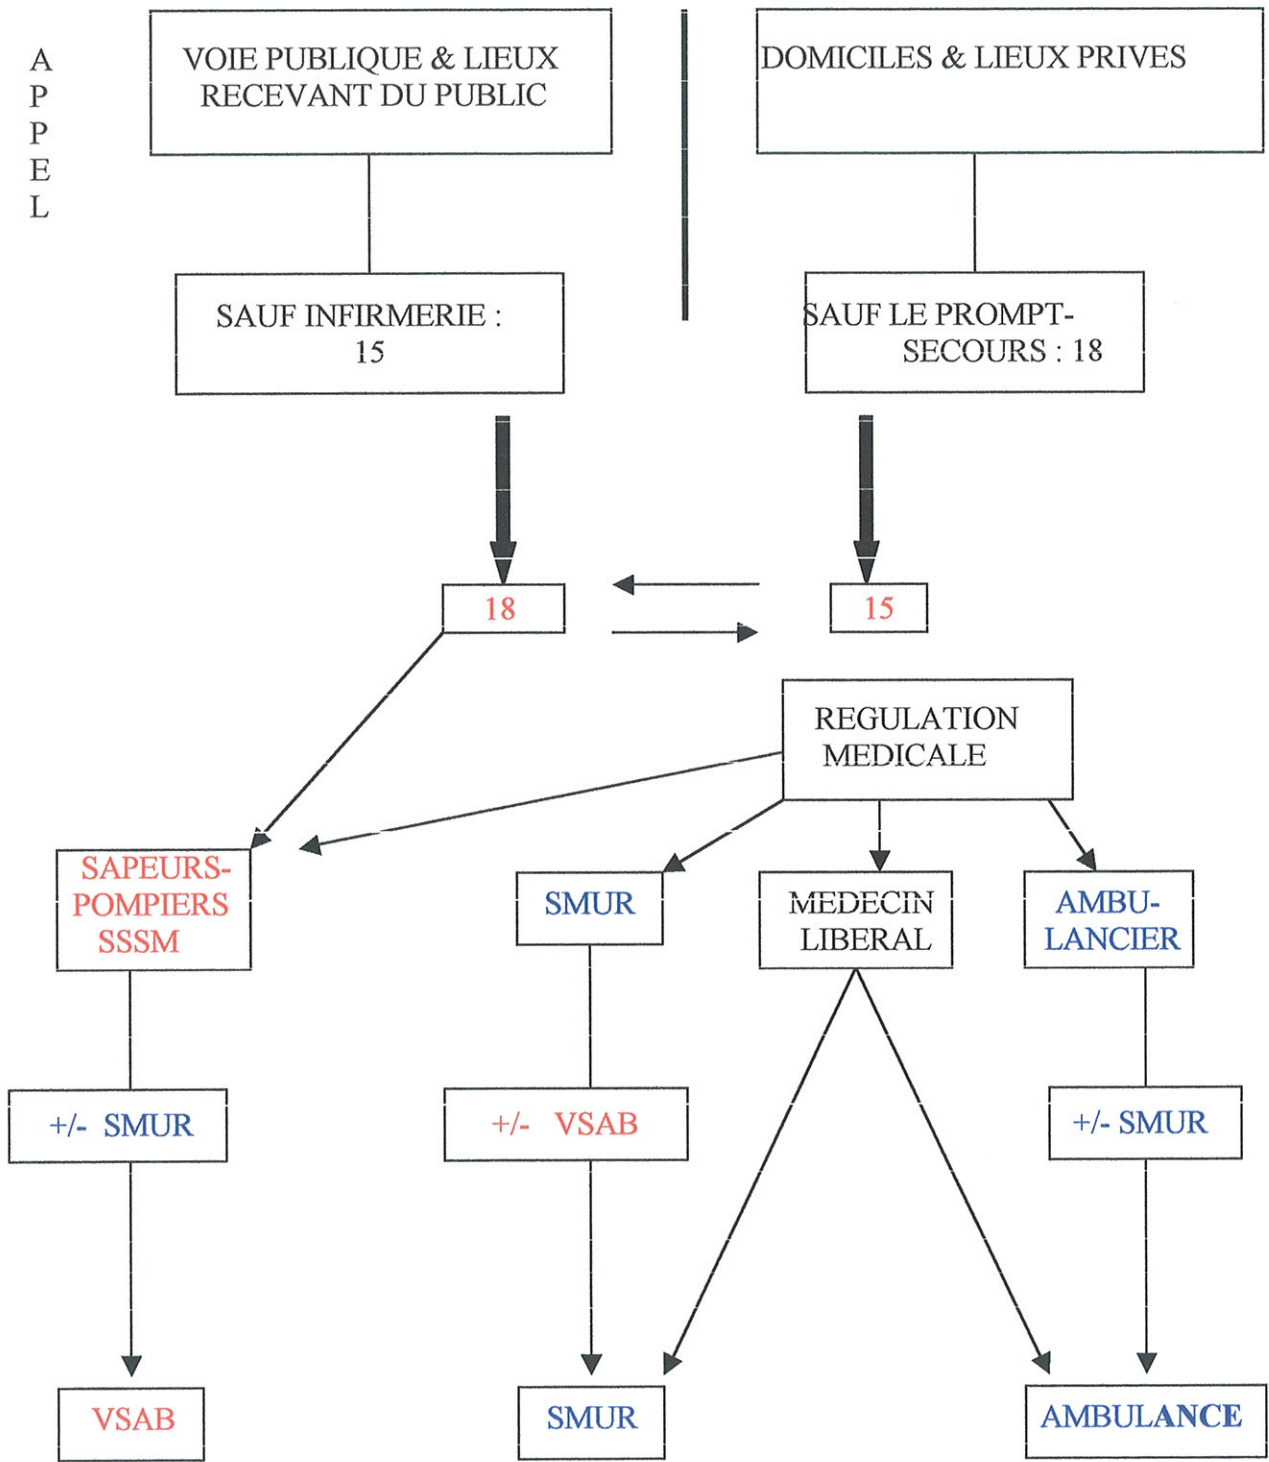 A
P
P
E
L
VOIE PUBLIQUE & LIEUX
RECEVANT DU PUBLIC
DOMICILES & LIEUX PRIVES
SAUF INFIRMERIE :
15
SAUF LE PROMPT-
SECOURS : 18
18
15
REGULATION
MEDICALE
SAPEURS-
POMPIERS
SSSM
SMUR
MEDECIN
LIBERAL
AMBU-
LANCIER
+/- SMUR
+/- VSAB
+/- SMUR
VSAB
SMUR
AMBULANCE